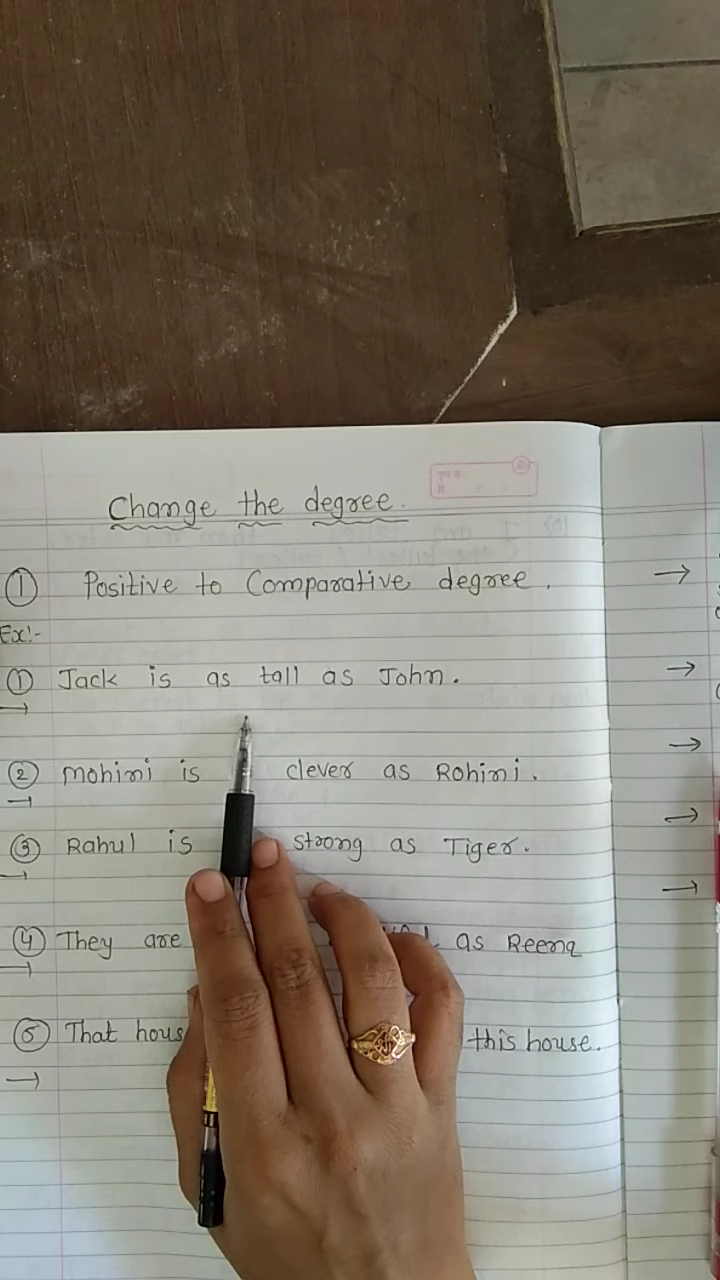 Change the degree.
① Positive to Comparative degree.
Ex:-
① Jack is as tall as John.
② Mohini is clever as Rohini.
③ Rahul is strong as Tiger.
④ They are as Reena
⑤ That this house.